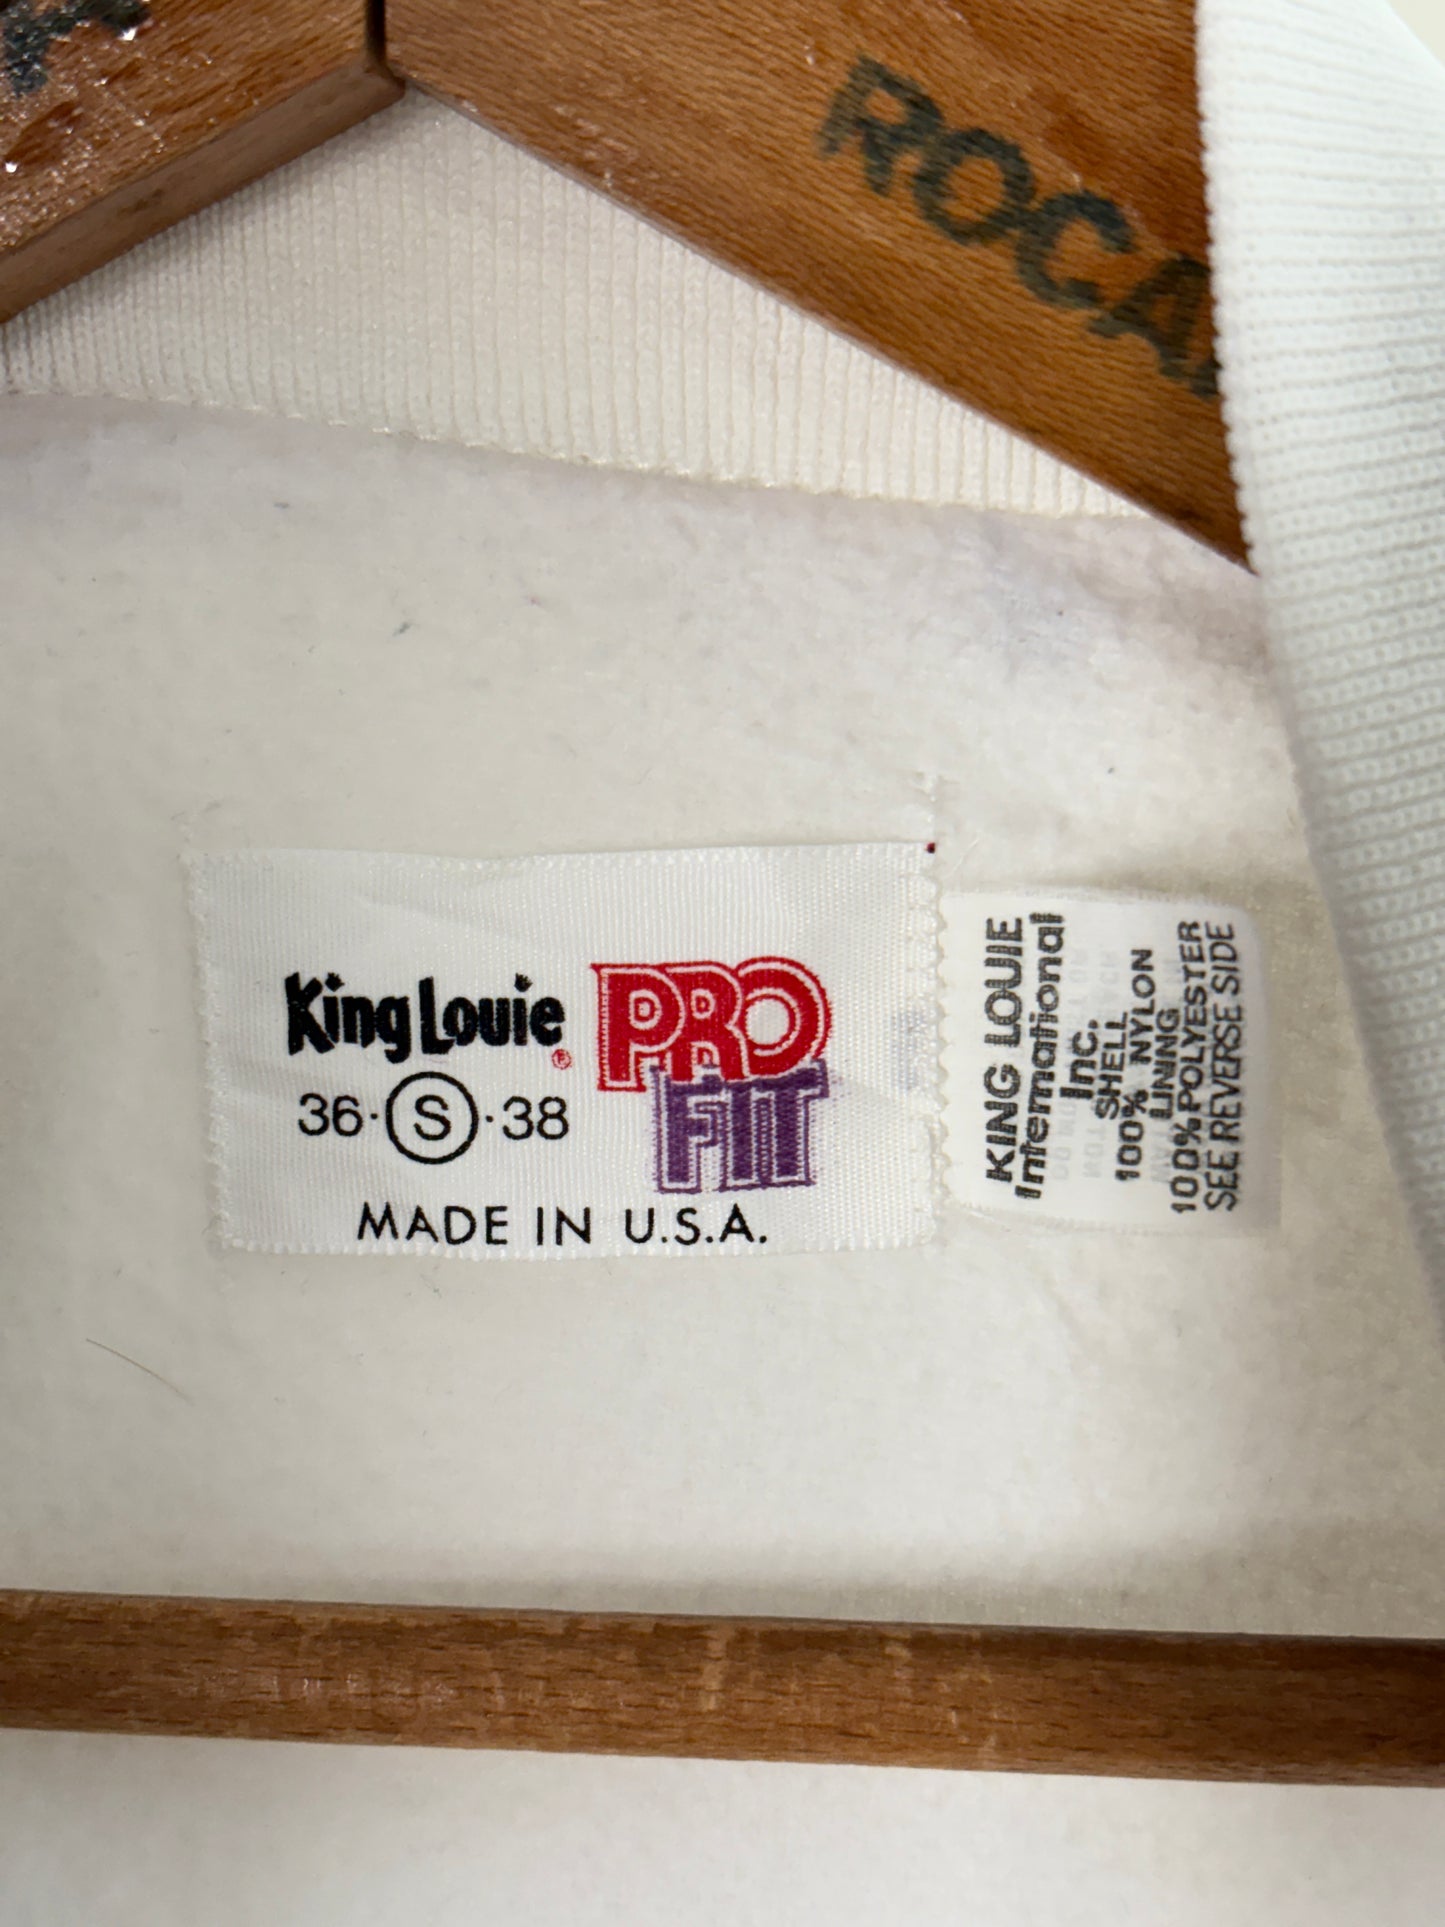 ROCA
King Louie®
PRO
FIT
36·S·38
MADE IN U.S.A.
KING LOUIE
International
Inc.
SHELL
100% NYLON
LINING
100% POLYESTER
SEE REVERSE SIDE